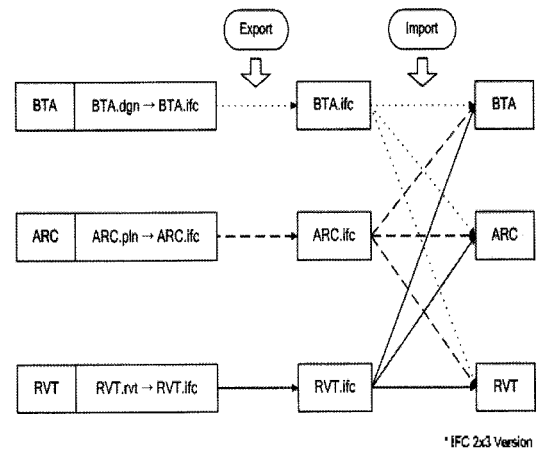 Export
Import
BTA
BTA.dgn → BTA.ifc
BTA.ifc
BTA
ARC
ARC.pln → ARC.ifc
ARC.ifc
ARC
RVT
RVT.rvt → RVT.ifc
RVT.ifc
RVT
* IFC 2x3 Version